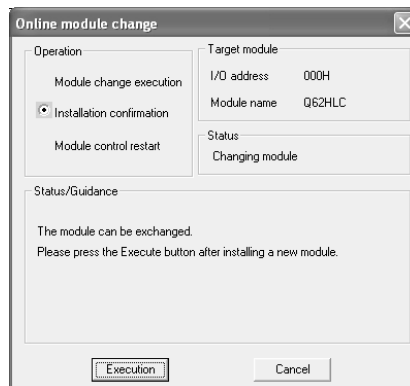 Online module change
Operation
Module change execution
Installation confirmation
Module control restart
Target module
I/O address 000H
Module name Q62HLC
Status
Changing module
Status/Guidance
The module can be exchanged.
Please press the Execute button after installing a new module.
Execution Cancel